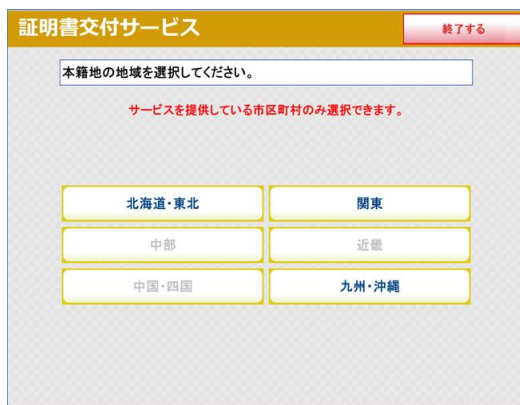 証明書交付サービス
終了する
本籍地の地域を選択してください。
サービスを提供している市区町村のみ選択できます。
北海道・東北
関東
中部
近畿
中国・四国
九州・沖縄